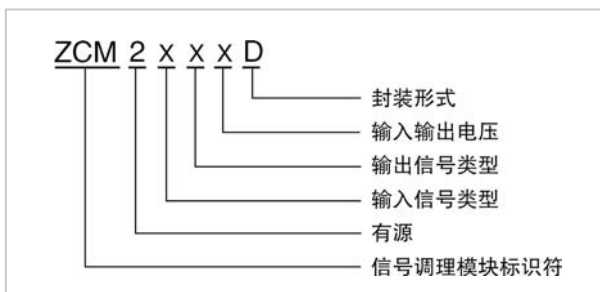 ZCM 2 x x x D
封装形式
输入输出电压
输出信号类型
输入信号类型
有源
信号调理模块标识符